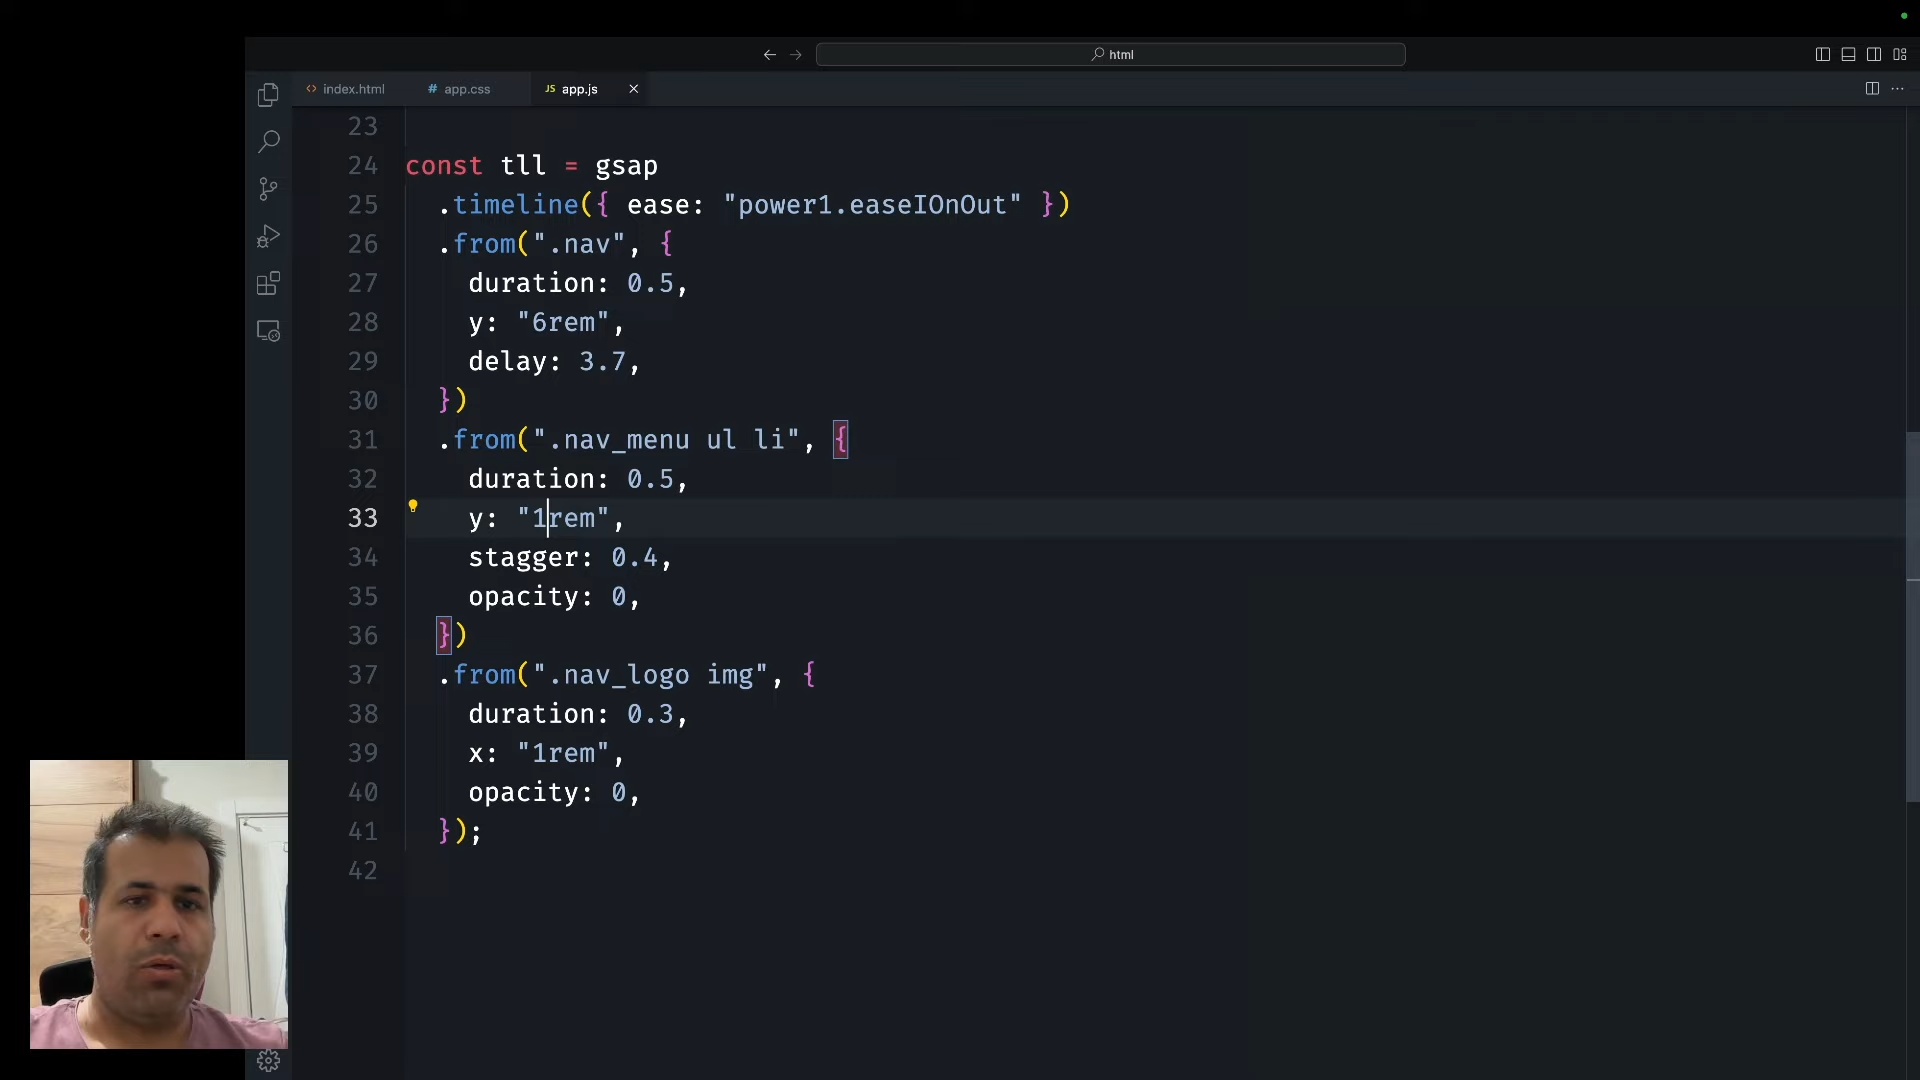 html
index.html
# app.css
JS app.js
23
24 const tll = gsap
25 .timeline({ ease: "power1.easeIOnOut" })
26 .from(".nav", {
27 duration: 0.5,
28 y: "6rem",
29 delay: 3.7,
30 })
31 .from(".nav_menu ul li", {
32 duration: 0.5,
33 y: "1rem",
34 stagger: 0.4,
35 opacity: 0,
36 })
37 .from(".nav_logo img", {
38 duration: 0.3,
39 x: "1rem",
40 opacity: 0,
41 });
42